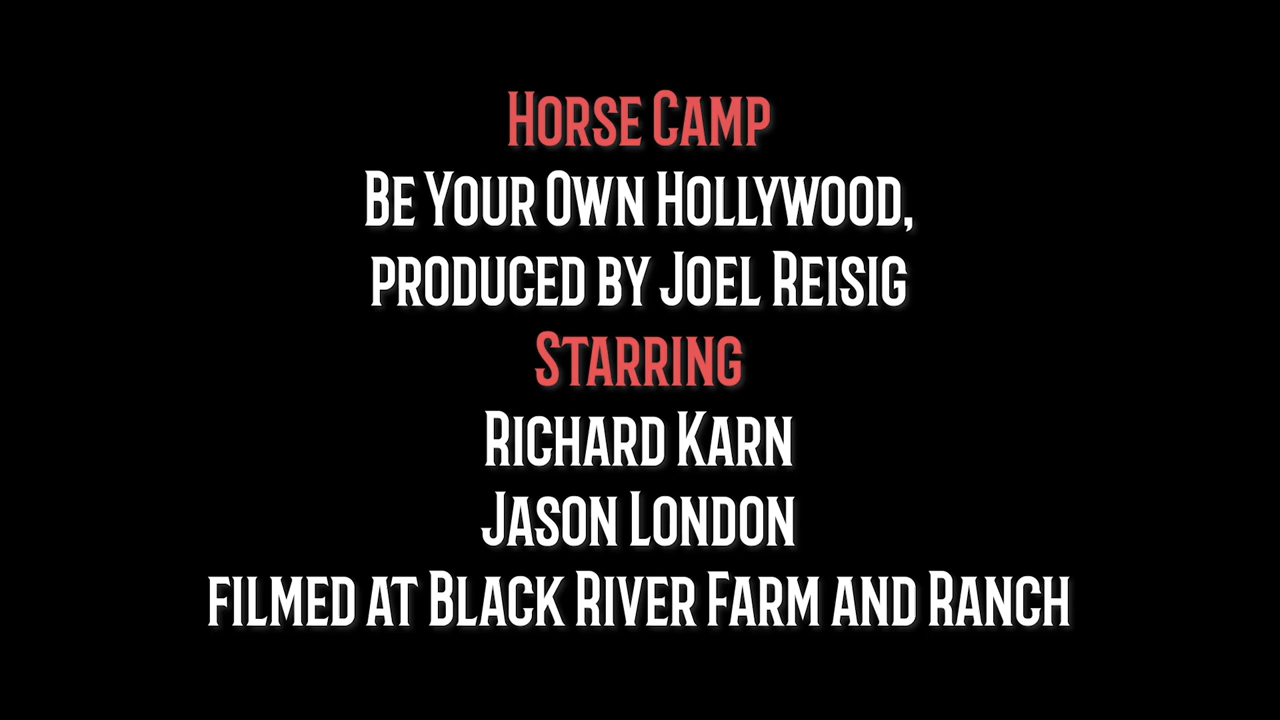 Horse Camp
Be Your Own Hollywood,
produced by Joel Reisig
Starring
Richard Karn
Jason London
filmed at Black River Farm and Ranch